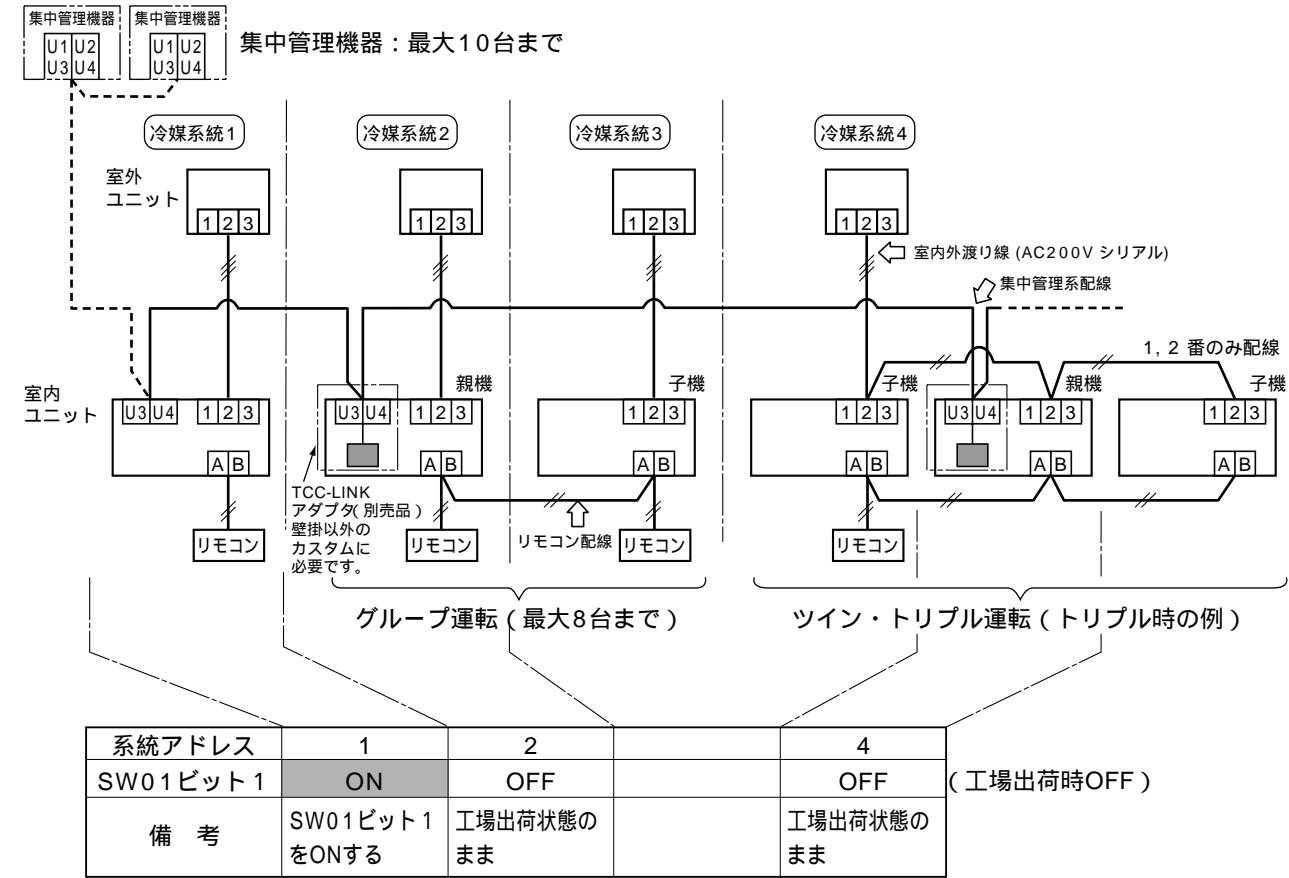 集中管理機器 集中管理機器
U1 U2 U1 U2
U3 U4 U3 U4
集中管理機器：最大10台まで
冷媒系統1 冷媒系統2 冷媒系統3 冷媒系統4
室外
ユニット
1 2 3 1 2 3 1 2 3 1 2 3
室内外渡り線 (AC200V シリアル)
集中管理系配線
1, 2 番のみ配線
室内
ユニット
親機 子機 子機 親機 子機
U3 U4 1 2 3 U3 U4 1 2 3 1 2 3 1 2 3 U3 U4 1 2 3 1 2 3
A B A B A B A B A B A B
TCC-LINK
アダプタ(別売品)
壁掛以外の
カスタムに
必要です。
リモコン配線
リモコン リモコン リモコン リモコン
グループ運転（最大8台まで）
ツイン・トリプル運転（トリプル時の例）
系統アドレス 1 2 4
SW01ビット1 ON OFF OFF （工場出荷時OFF）
備 考
SW01ビット1
をONする
工場出荷状態の
まま
工場出荷状態の
まま